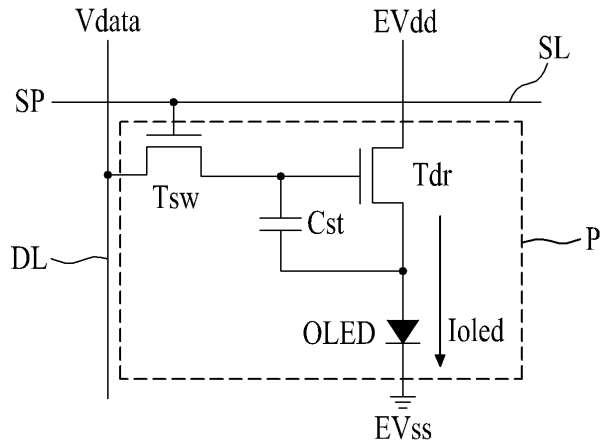 Vdata
EVdd
SL
SP
Tsw
Tdr
Cst
DL
P
OLED
Ioled
EVss